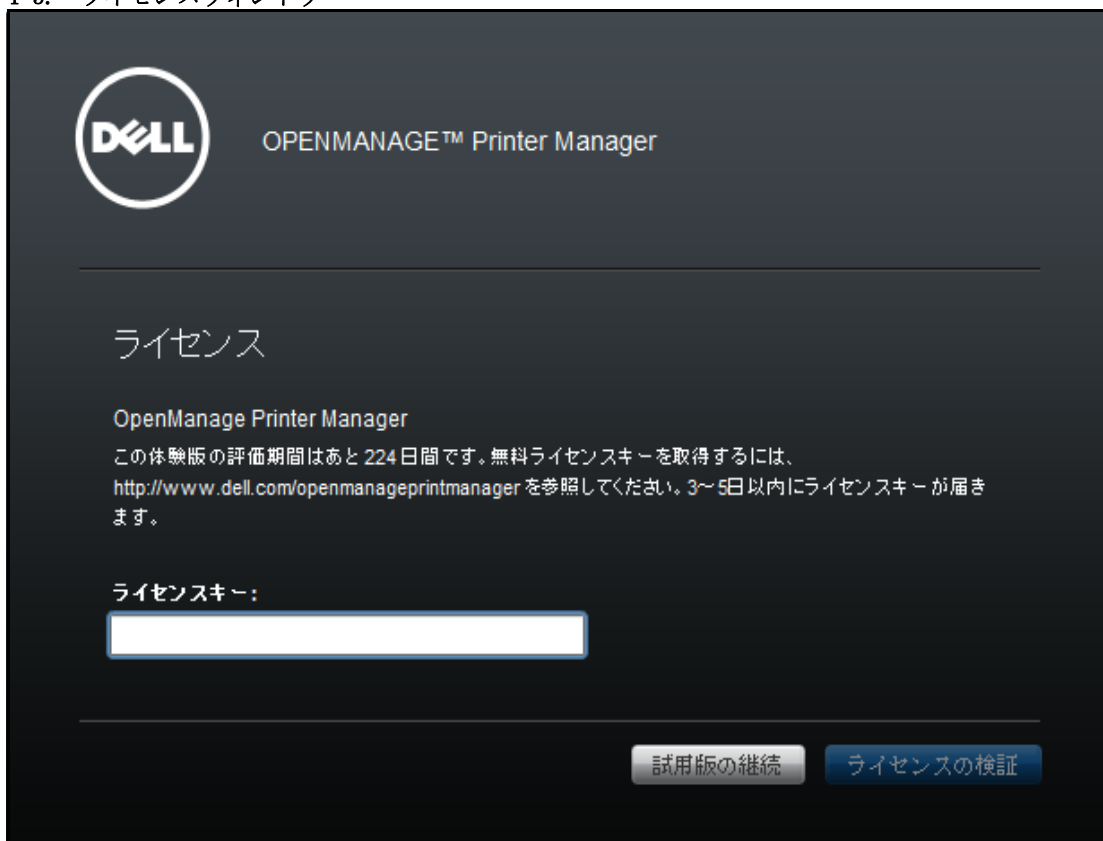 DELL
OPENMANAGE™ Printer Manager
ライセンス
OpenManage Printer Manager
この体験版の評価期間はあと 224 日間です。無料ライセンスキーを取得するには、
http://www.dell.com/openmanageprintmanager を参照してください。3～5日以内にライセンスキーが届き
ます。
ライセンスキー:
試用版の継続
ライセンスの検証